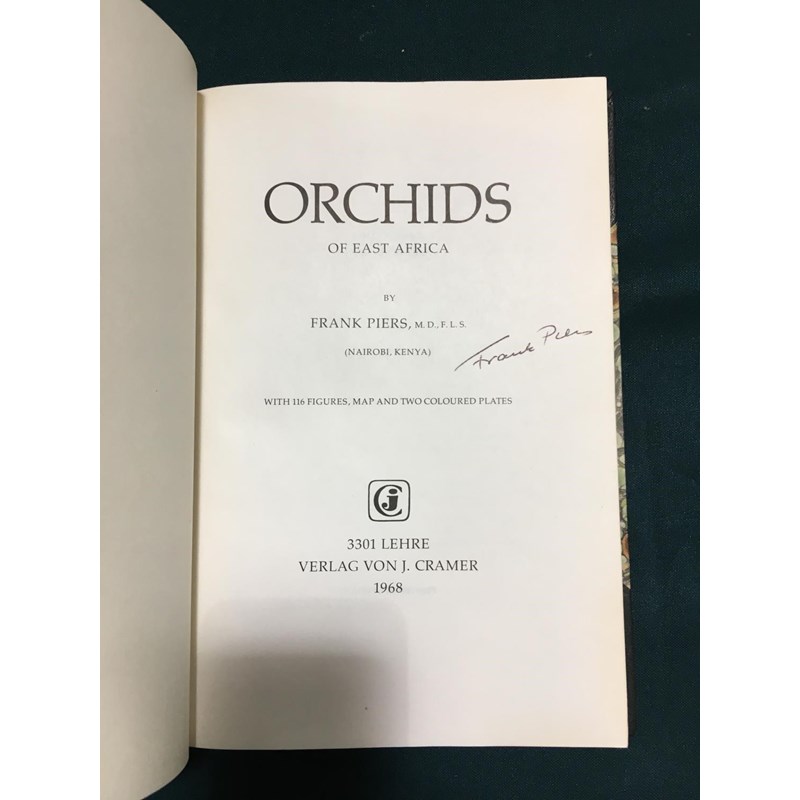 ORCHIDS
OF EAST AFRICA
BY
FRANK PIERS, M. D., F. L. S.
(NAIROBI, KENYA)
Frank Piers
WITH 116 FIGURES, MAP AND TWO COLOURED PLATES
CJ
3301 LEHRE
VERLAG VON J. CRAMER
1968